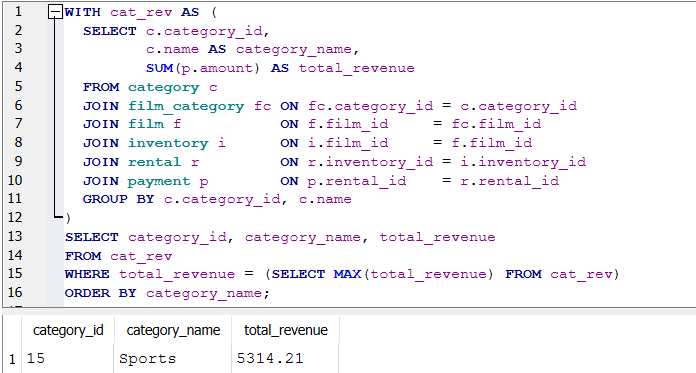 1 WITH cat_rev AS (
2 SELECT c.category_id,
3 c.name AS category_name,
4 SUM(p.amount) AS total_revenue
5 FROM category c
6 JOIN film_category fc ON fc.category_id = c.category_id
7 JOIN film f ON f.film_id = fc.film_id
8 JOIN inventory i ON i.film_id = f.film_id
9 JOIN rental r ON r.inventory_id = i.inventory_id
10 JOIN payment p ON p.rental_id = r.rental_id
11 GROUP BY c.category_id, c.name
12 )
13 SELECT category_id, category_name, total_revenue
14 FROM cat_rev
15 WHERE total_revenue = (SELECT MAX(total_revenue) FROM cat_rev)
16 ORDER BY category_name;
category_id category_name total_revenue
1 15 Sports 5314.21